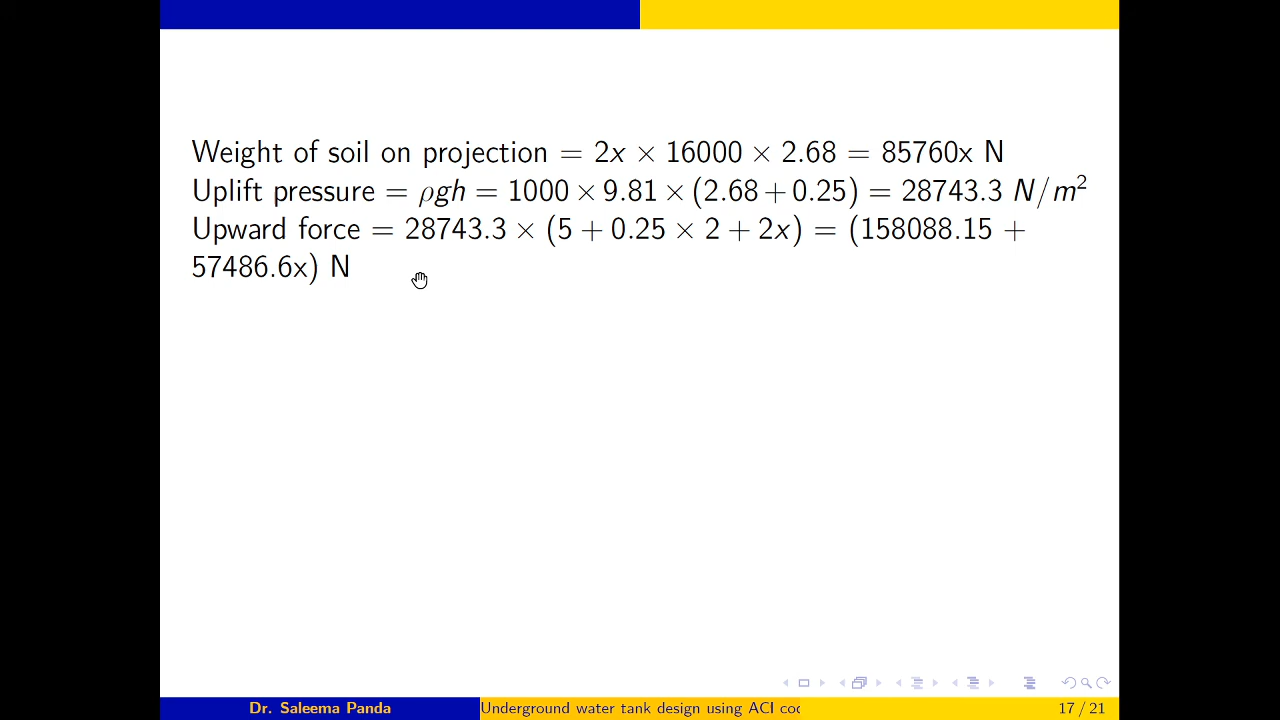 Weight of soil on projection = 2x × 16000 × 2.68 = 85760x N
Uplift pressure = ρgh = 1000 × 9.81 × (2.68 + 0.25) = 28743.3 N/m²
Upward force = 28743.3 × (5 + 0.25 × 2 + 2x) = (158088.15 +
57486.6x) N
Dr. Saleema Panda
Underground water tank design using ACI coc
17 / 21